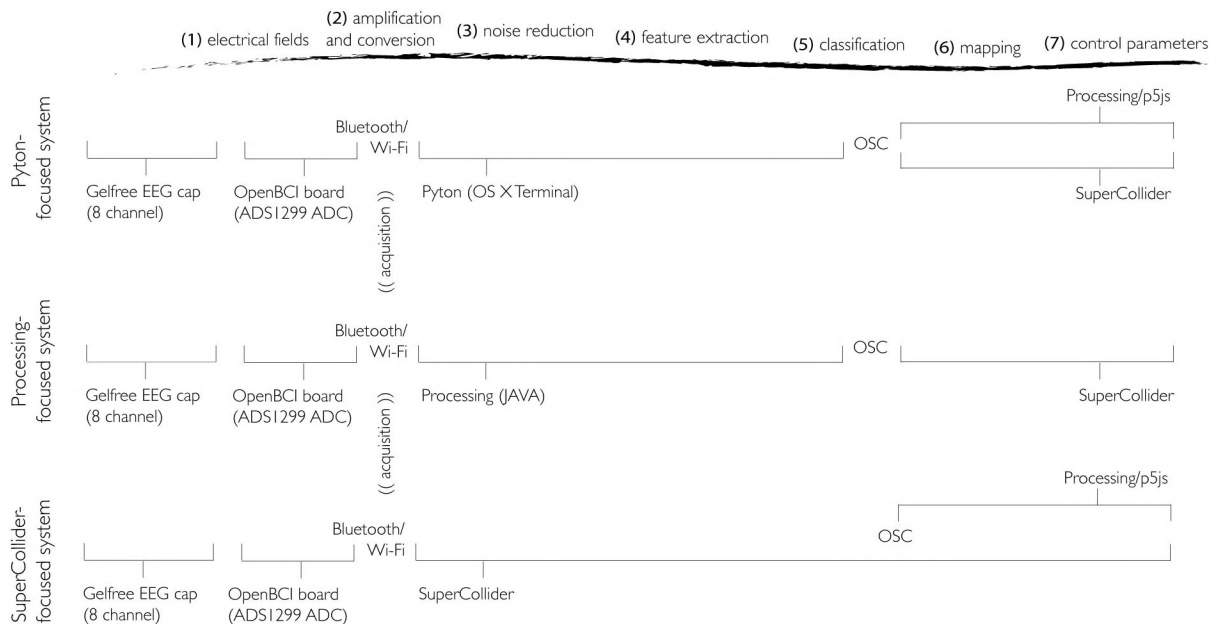 (1) electrical fields
(2) amplification
and conversion
(3) noise reduction
(4) feature extraction
(5) classification
(6) mapping
(7) control parameters
Pyton-
focused system
Processing/p5js
Bluetooth/
Wi-Fi
OSC
Gelfree EEG cap
(8 channel)
OpenBCI board
(ADS1299 ADC)
Pyton (OS X Terminal)
SuperCollider
(( acquisition ))
Processing-
focused system
Bluetooth/
Wi-Fi
OSC
Gelfree EEG cap
(8 channel)
OpenBCI board
(ADS1299 ADC)
Processing (JAVA)
SuperCollider
(( acquisition ))
SuperCollider-
focused system
Processing/p5js
Bluetooth/
Wi-Fi
OSC
Gelfree EEG cap
(8 channel)
OpenBCI board
(ADS1299 ADC)
SuperCollider